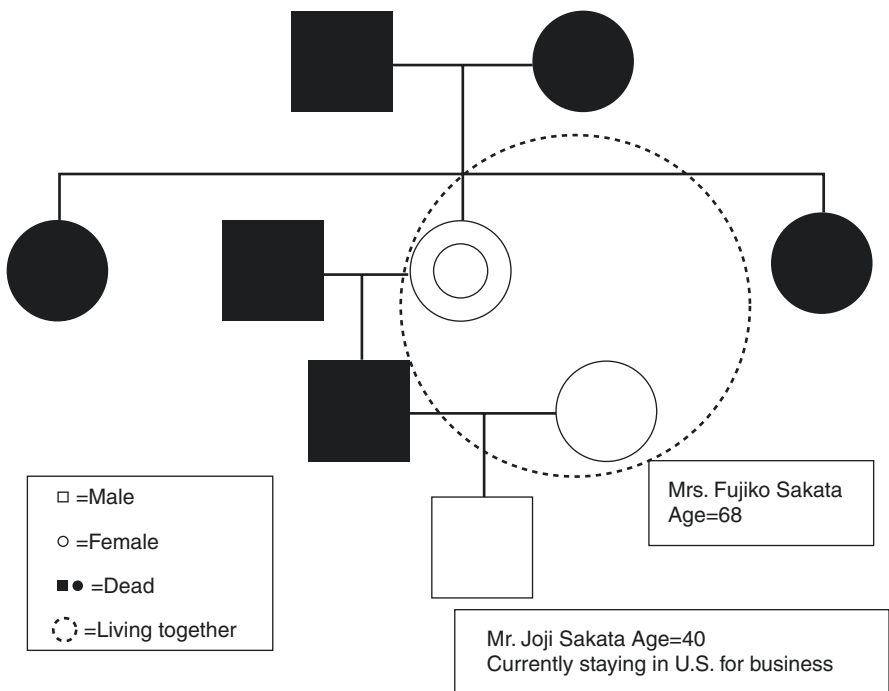 □ =Male
○ =Female
■● =Dead
=Living together
Mrs. Fujiko Sakata
Age=68
Mr. Joji Sakata Age=40
Currently staying in U.S. for business